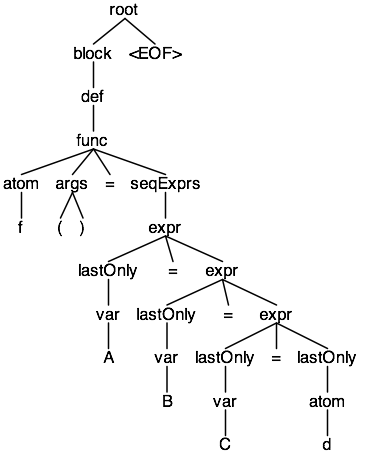 root
block <EOF>
def
func
atom args = seqExprs
f ( ) expr
lastOnly = expr
var lastOnly = expr
A var lastOnly = lastOnly
B var atom
C d